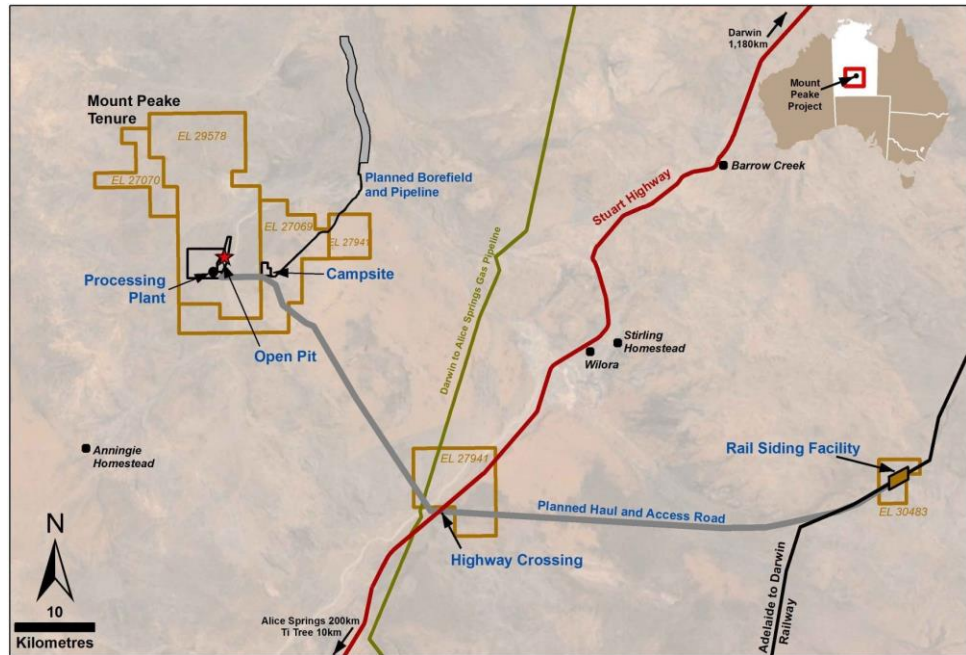 Darwin
1,180km
Mount
Peake
Project
Mount Peake
Tenure
EL 29578
EL 27070
Planned Borefield
and Pipeline
Barrow Creek
Stuart Highway
EL 27069
EL 27941
Processing
Plant
Campsite
Open Pit
Darwin to Alice Springs Gas Pipeline
Stirling
Homestead
Wilora
Anningie
Homestead
EL 27941
Rail Siding Facility
Planned Haul and Access Road
EL 30483
Highway Crossing
N
10
Kilometres
Alice Springs 200km
Ti Tree 10km
Adelaide to Darwin
Railway